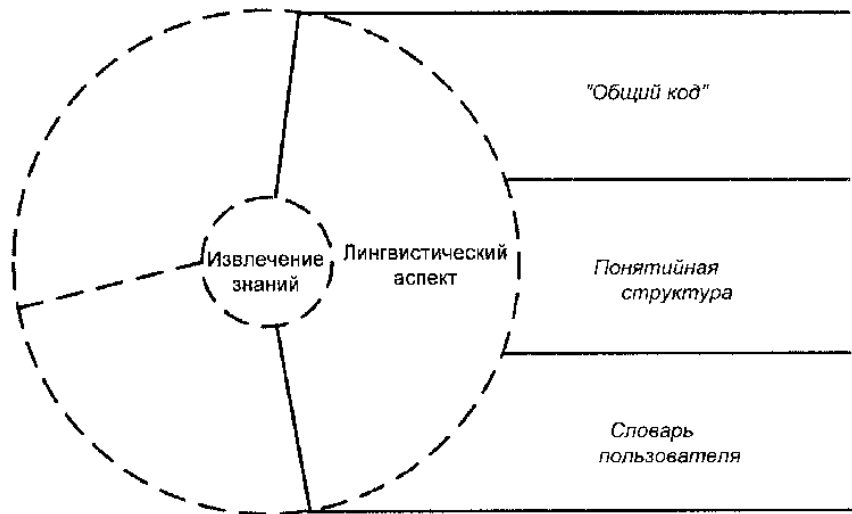 "Общий код"
Извлечение
знаний
Лингвистический
аспект
Понятийная
структура
Словарь
пользователя